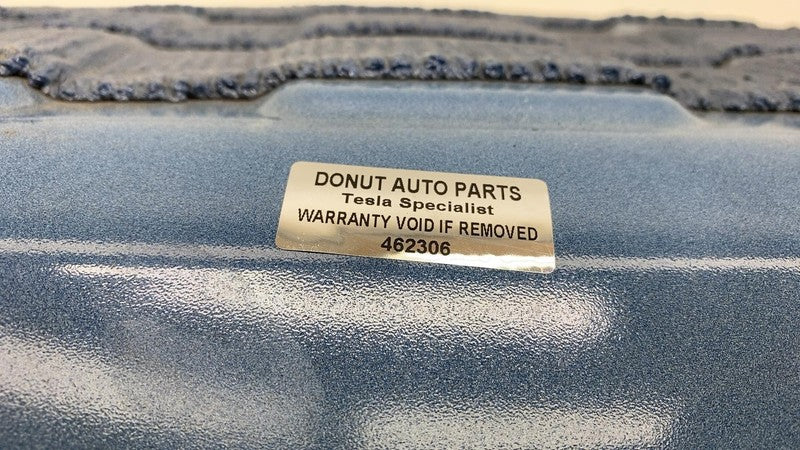 DONUT AUTO PARTS
Tesla Specialist
WARRANTY VOID IF REMOVED
462306